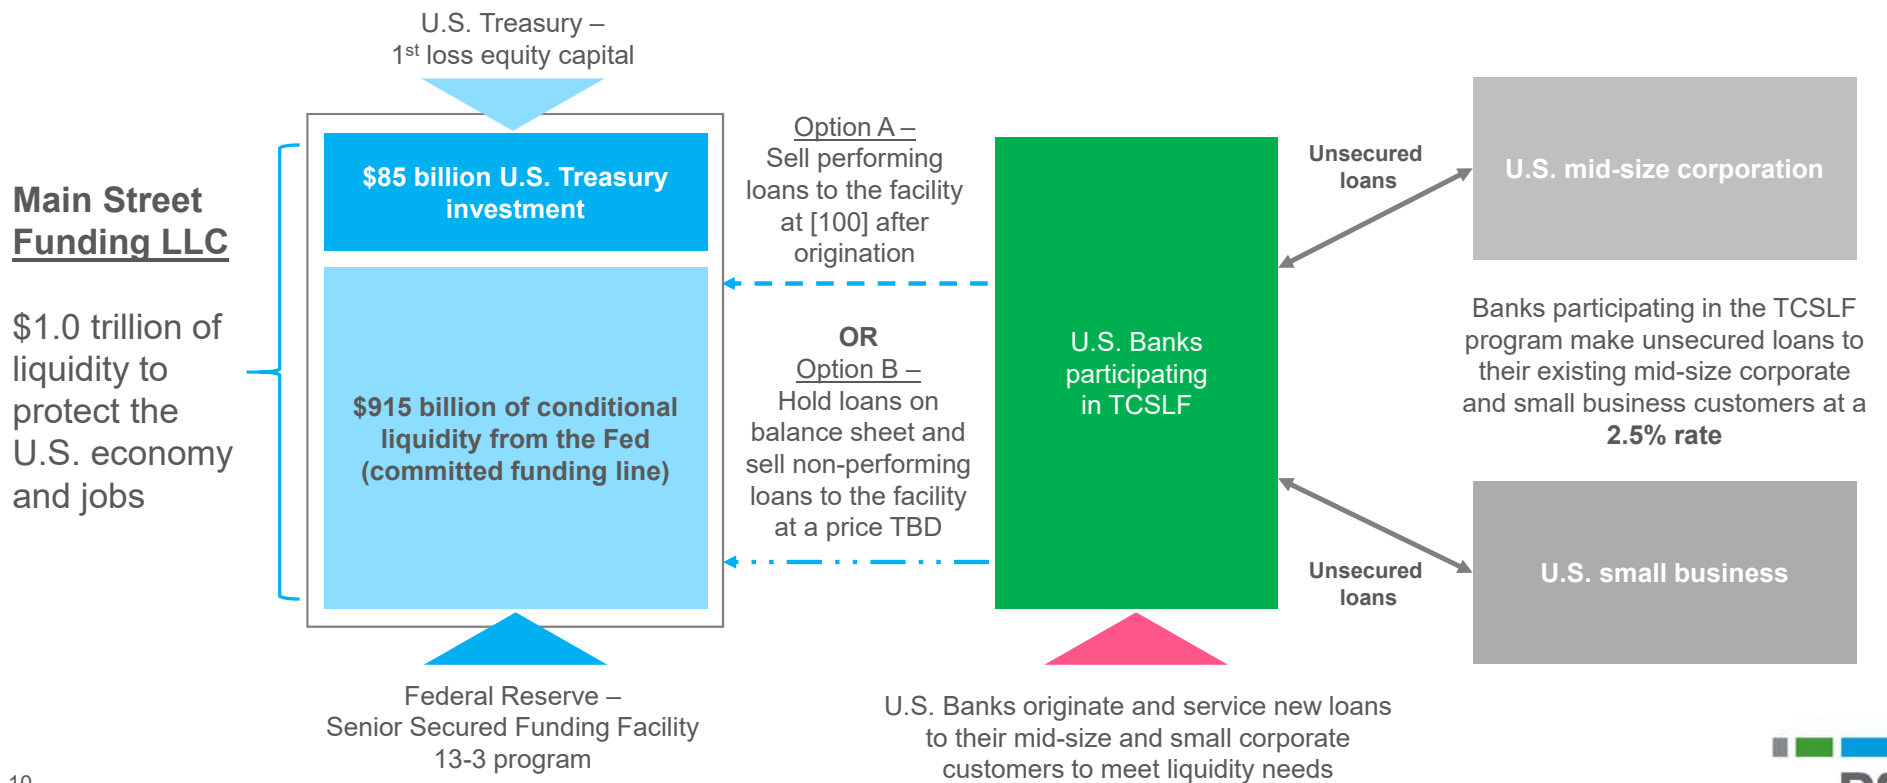 U.S. Treasury –
1st loss equity capital
Main Street
Funding LLC
$1.0 trillion of
liquidity to
protect the
U.S. economy
and jobs
$85 billion U.S. Treasury
investment
$915 billion of conditional
liquidity from the Fed
(committed funding line)
Federal Reserve –
Senior Secured Funding Facility
13-3 program
Option A –
Sell performing
loans to the facility
at [100] after
origination
OR
Option B –
Hold loans on
balance sheet and
sell non-performing
loans to the facility
at a price TBD
U.S. Banks
participating
in TCSLF
U.S. Banks originate and service new loans
to their mid-size and small corporate
customers to meet liquidity needs
Unsecured
loans
Unsecured
loans
U.S. mid-size corporation
Banks participating in the TCSLF
program make unsecured loans to
their existing mid-size corporate
and small business customers at a
2.5% rate
U.S. small business